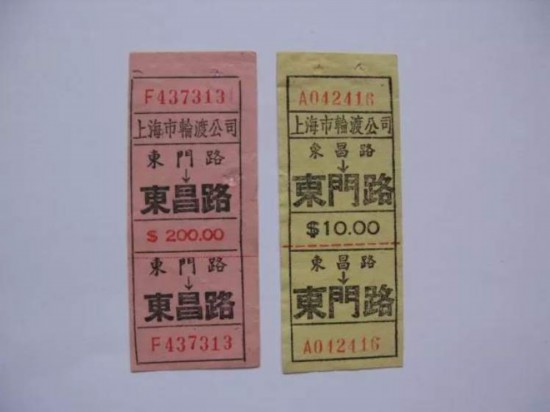 F437313
上海市輪渡公司
東門路
↓
東昌路
$ 200.00
東門路
↓
東昌路
F437313
A042416
上海市輪渡公司
東昌路
↓
東門路
$10.00
東昌路
↓
東門路
A042416